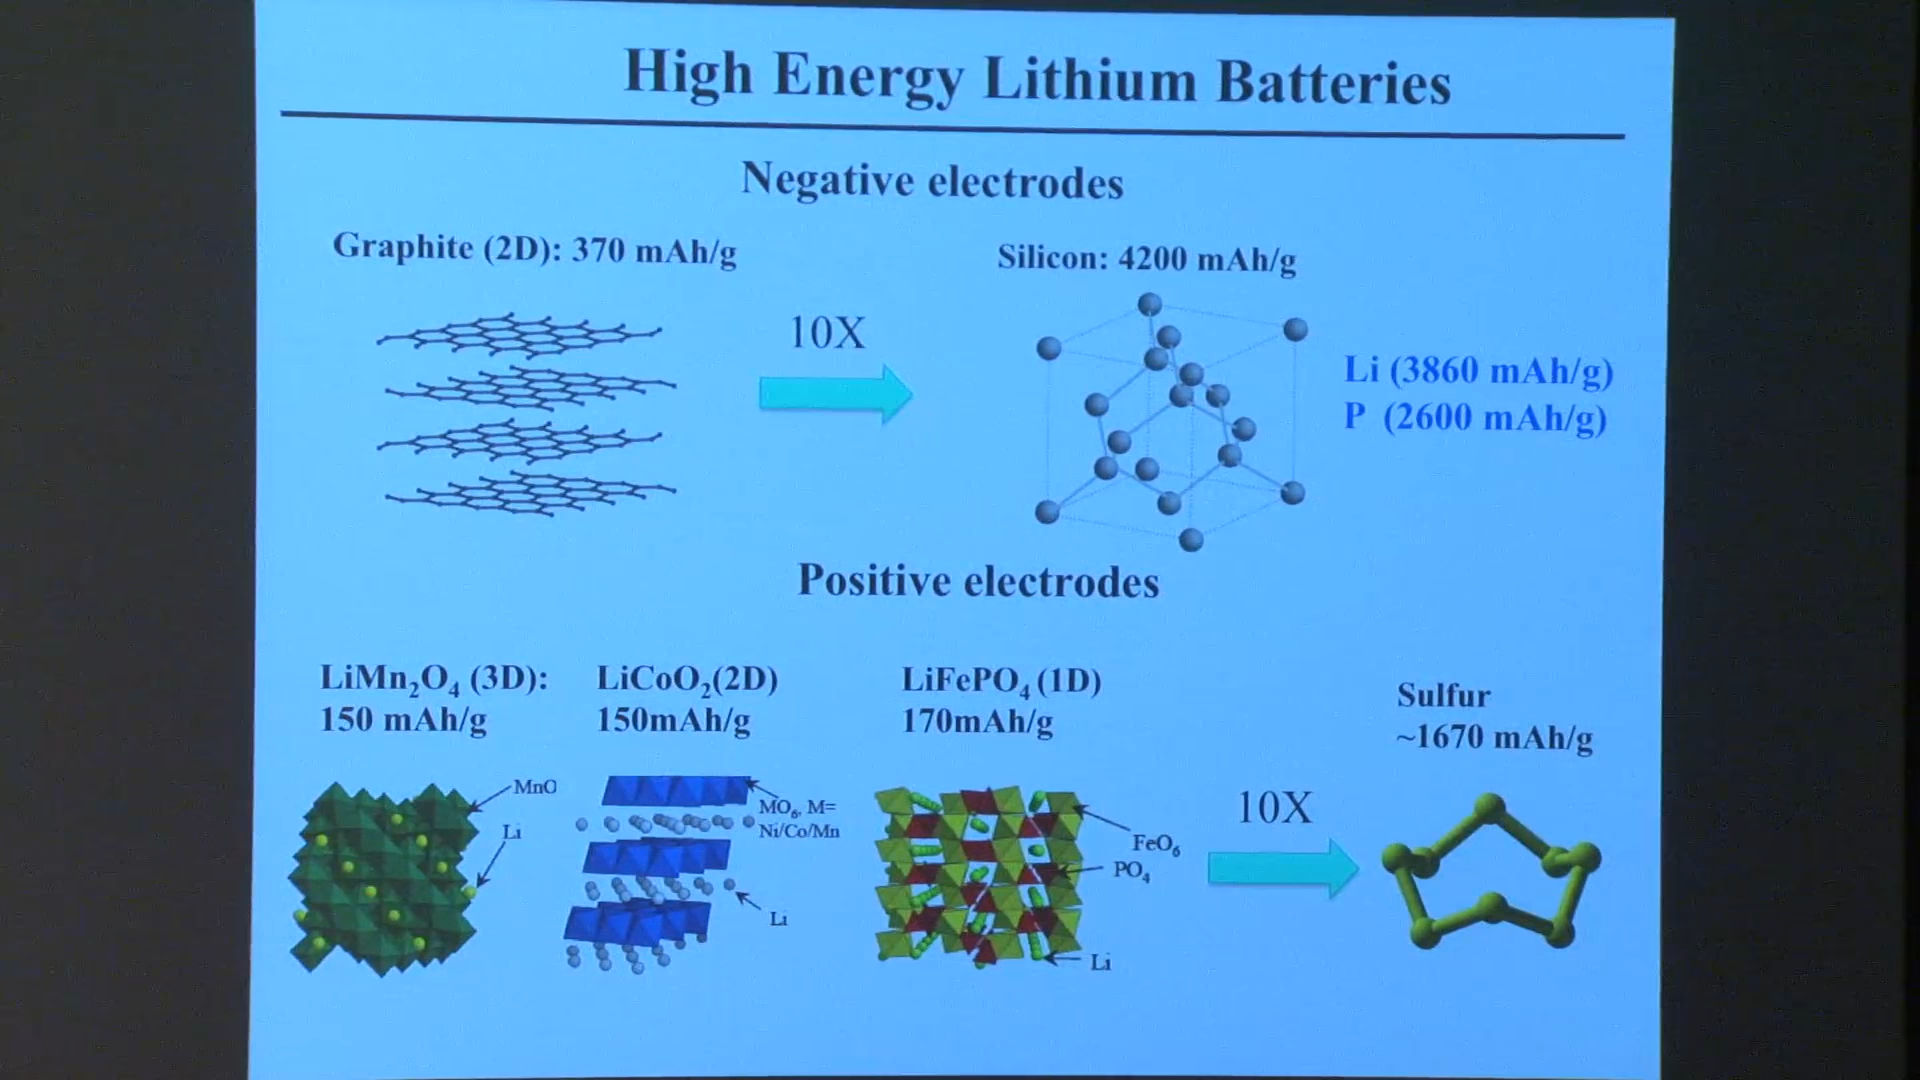 High Energy Lithium Batteries
Negative electrodes
Graphite (2D): 370 mAh/g
Silicon: 4200 mAh/g
10X
Li (3860 mAh/g)
P (2600 mAh/g)
Positive electrodes
LiMn₂O₄ (3D):
150 mAh/g
LiCoO₂(2D)
150mAh/g
LiFePO₄ (1D)
170mAh/g
Sulfur
~1670 mAh/g
MnO
Li
MO₆, M=
Ni/Co/Mn
Li
FeO₆
PO₄
Li
10X